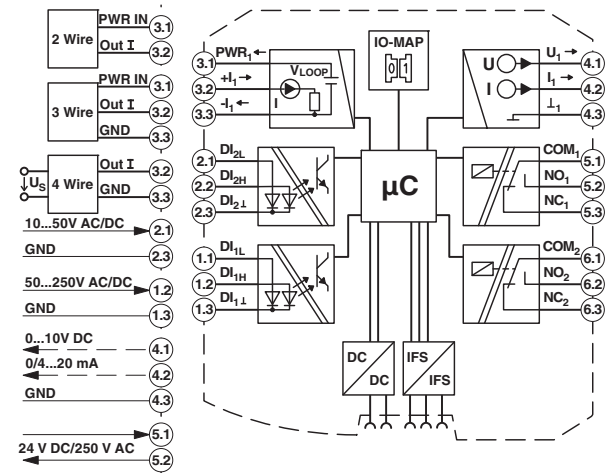 2 Wire
PWR IN
3.1
Out I
3.2
3 Wire
PWR IN
3.1
Out I
3.2
GND
3.3
US
4 Wire
Out I
3.2
GND
3.3
10...50V AC/DC
2.1
GND
2.3
50...250V AC/DC
1.2
GND
1.3
0...10V DC
4.1
0/4...20 mA
4.2
GND
4.3
5.1
24 V DC/250 V AC
5.2
3.1 PWR1
3.2 +I1
3.3 -I1
VLOOP
I
IO-MAP
0 1
U
I
U1 4.1
I1 4.2
⊥1 4.3
2.1 DI2L
2.2 DI2H
2.3 DI2⊥
µC
COM1 5.1
NO1 5.2
NC1 5.3
1.1 DI1L
1.2 DI1H
1.3 DI1⊥
COM2 6.1
NO2 6.2
NC2 6.3
DC
DC
IFS
IFS